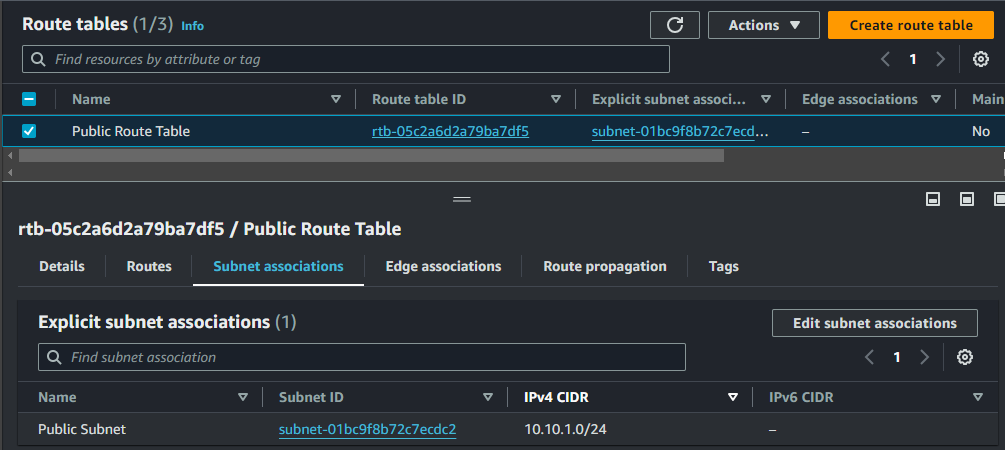 Route tables (1/3) Info
Actions ▼ Create route table
Find resources by attribute or tag
1
Name Route table ID Explicit subnet associ... Edge associations Main
Public Route Table rtb-05c2a6d2a79ba7df5 subnet-01bc9f8b72c7ecd... – No
rtb-05c2a6d2a79ba7df5 / Public Route Table
Details Routes Subnet associations Edge associations Route propagation Tags
Explicit subnet associations (1)
Edit subnet associations
Find subnet association
1
Name Subnet ID IPv4 CIDR IPv6 CIDR
Public Subnet subnet-01bc9f8b72c7ecdc2 10.10.1.0/24 –